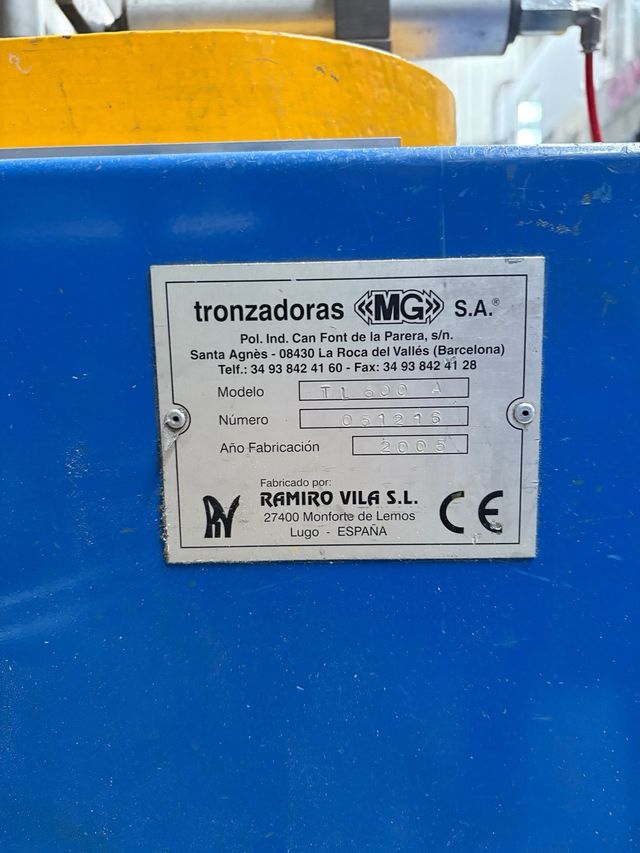 tronzadoras «MG» S.A.®
Pol. Ind. Can Font de la Parera, s/n.
Santa Agnès - 08430 La Roca del Vallés (Barcelona)
Telf.: 34 93 842 41 60 - Fax: 34 93 842 41 28
Modelo TL 600 A
Número 051216
Año Fabricación 2005
Fabricado por:
RAMIRO VILA S.L.
27400 Monforte de Lemos
Lugo - ESPAÑA
RV
CE